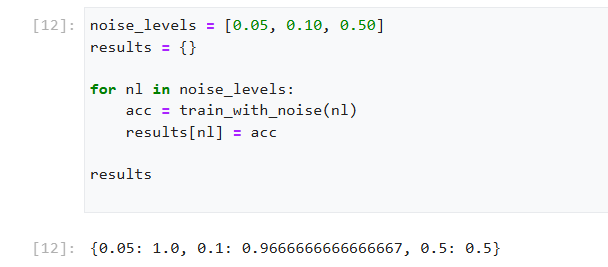 [12]: noise_levels = [0.05, 0.10, 0.50]
results = {}
for nl in noise_levels:
    acc = train_with_noise(nl)
    results[nl] = acc
results
[12]: {0.05: 1.0, 0.1: 0.9666666666666667, 0.5: 0.5}